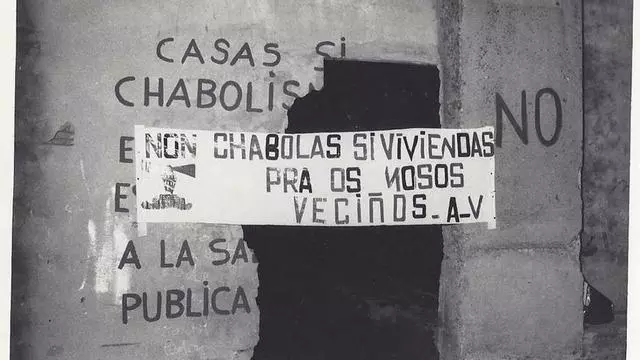 CASAS SI
CHABOLIS
NO
E
NON CHABOLAS SI VIVIENDAS
PRA OS NOSOS
VECIÑOS - A-V
E
A LA SA
PUBLICA